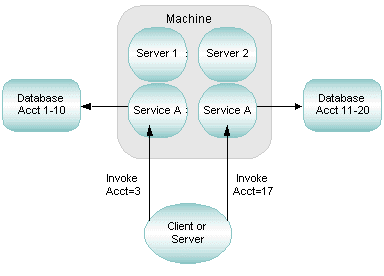 Machine
Server 1
Server 2
Database
Acct 1-10
Service A
Service A
Database
Acct 11-20
Invoke
Acct=3
Invoke
Acct=17
Client or
Server